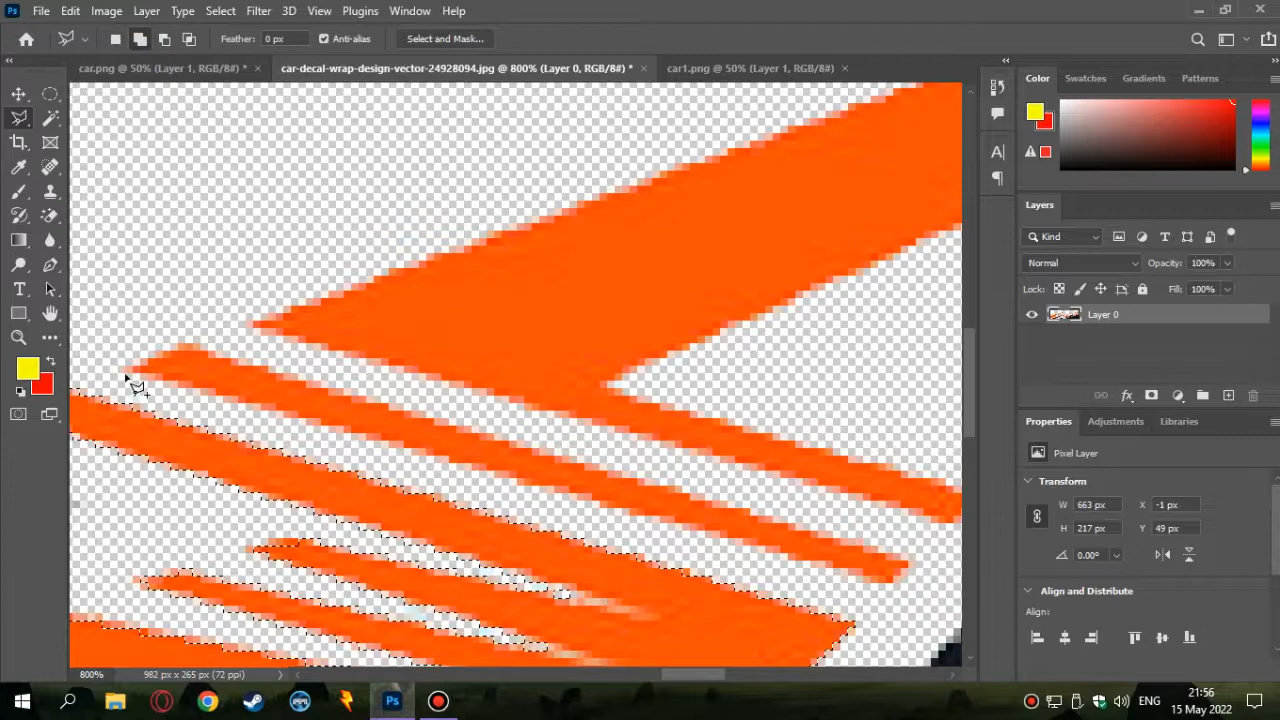 Ps File Edit Image Layer Type Select Filter 3D View Plugins Window Help
Feather: 0 px Anti-alias Select and Mask...
car.png @ 50% (Layer 1, RGB/8#) * × car-decal-wrap-design-vector-24928094.jpg @ 800% (Layer 0, RGB/8#) * × car1.png @ 50% (Layer 1, RGB/8#) ×
Color Swatches Gradients Patterns
Layers
Kind
Normal Opacity: 100%
Lock: Fill: 100%
Layer 0
fx
Properties Adjustments Libraries
Pixel Layer
Transform
W 663 px X -1 px
H 217 px Y 49 px
0.00°
Align and Distribute
Align:
800% 982 px x 265 px (72 ppi)
Ps ENG 21:56
15 May 2022